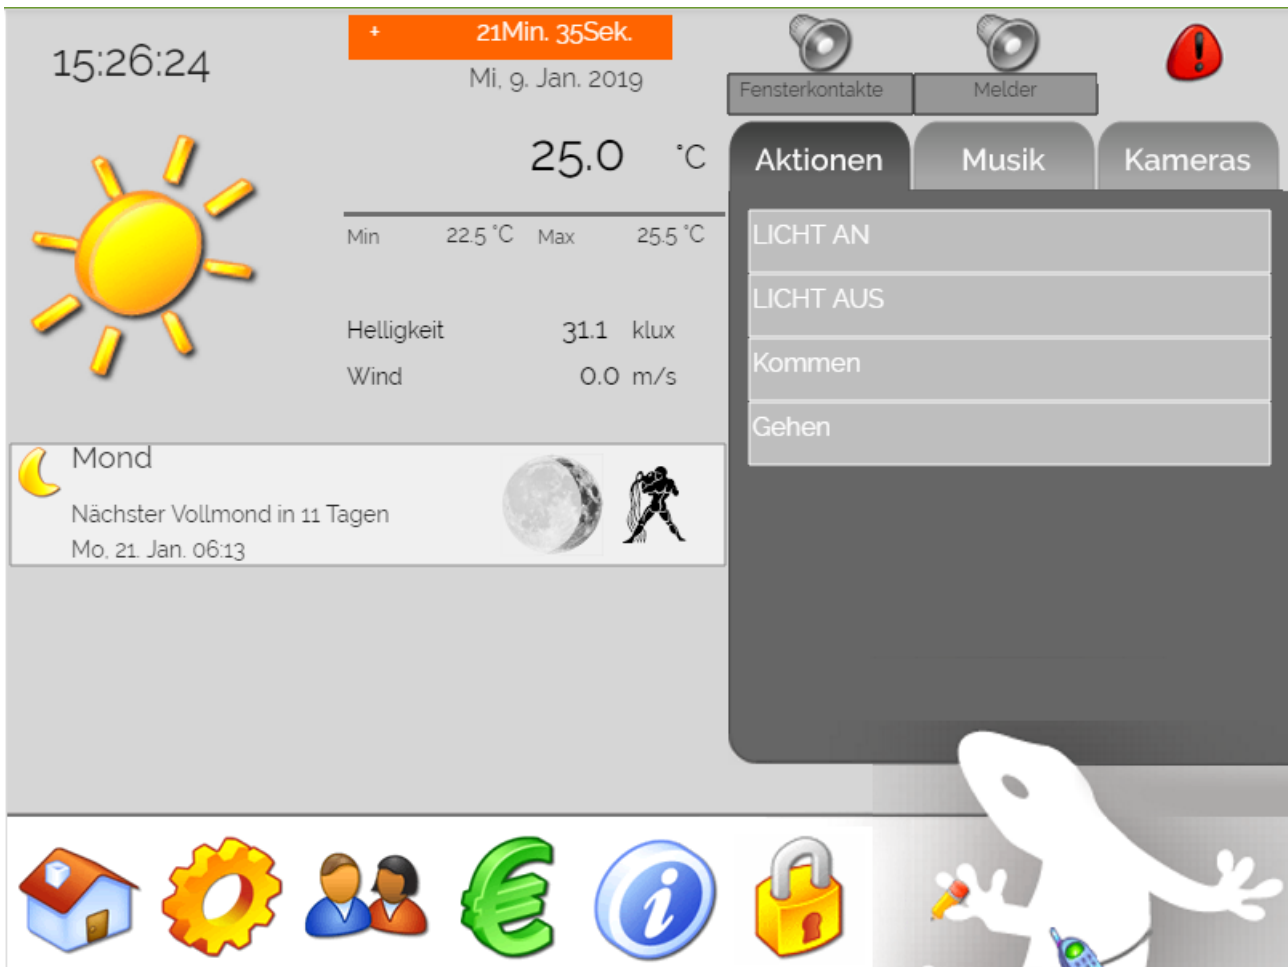 15:26:24
+ 21Min. 35Sek.
Mi, 9. Jan. 2019
25.0 °C
Min 22.5 °C Max 25.5 °C
Helligkeit 31.1 klux
Wind 0.0 m/s
Mond
Nächster Vollmond in 11 Tagen
Mo, 21. Jan. 06:13
Fensterkontakte Melder
Aktionen Musik Kameras
LICHT AN
LICHT AUS
Kommen
Gehen